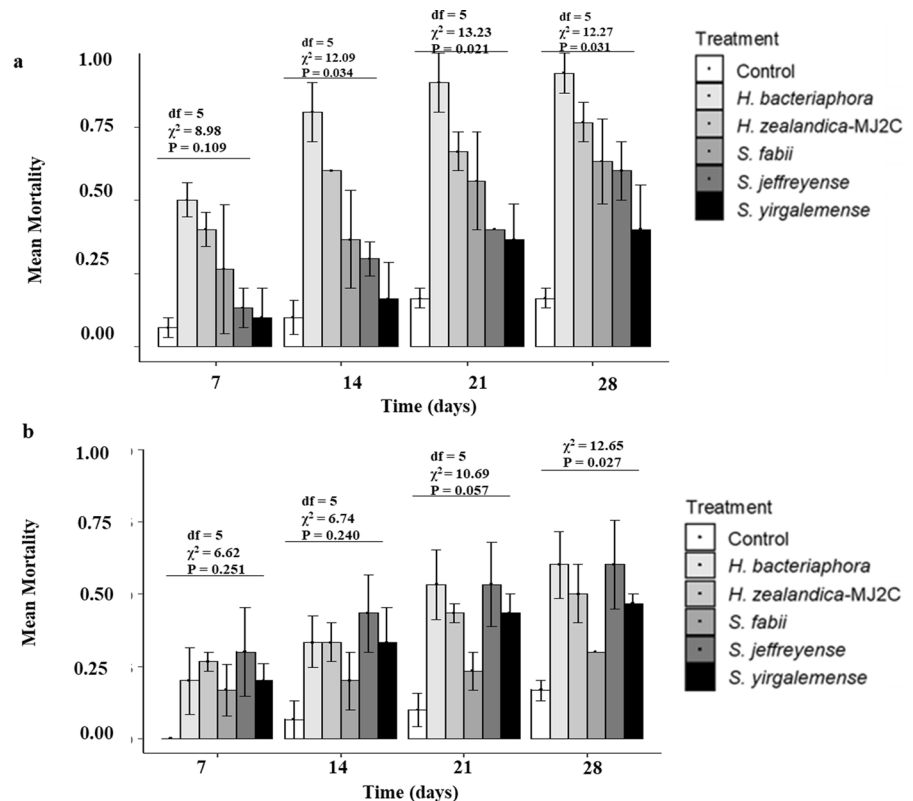 a
df = 5
χ² = 8.98
P = 0.109
df = 5
χ² = 12.09
P = 0.034
df = 5
χ² = 13.23
P = 0.021
df = 5
χ² = 12.27
P = 0.031
Mean Mortality
1.00
0.75
0.50
0.25
0.00
7
14
21
28
Time (days)
Treatment
Control
H. bacteriaphora
H. zealandica-MJ2C
S. fabii
S. jeffreyense
S. yirgalemense
b
df = 5
χ² = 6.62
P = 0.251
df = 5
χ² = 6.74
P = 0.240
df = 5
χ² = 10.69
P = 0.057
χ² = 12.65
P = 0.027
Mean Mortality
1.00
0.75
0.50
0.25
0.00
7
14
21
28
Time (days)
Treatment
Control
H. bacteriaphora
H. zealandica-MJ2C
S. fabii
S. jeffreyense
S. yirgalemense